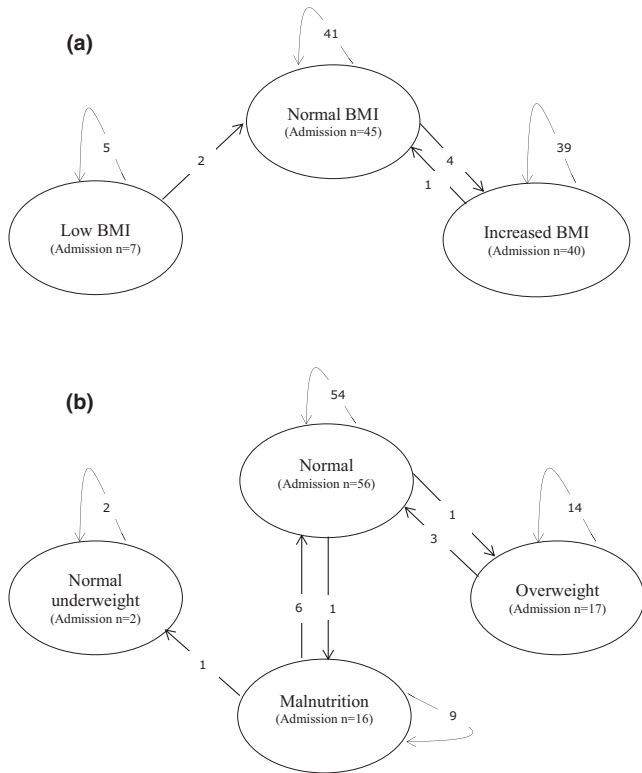 (a)
41
Normal BMI
(Admission n=45)
5
2
4
1
39
Low BMI
(Admission n=7)
Increased BMI
(Admission n=40)
(b)
54
Normal
(Admission n=56)
2
1
3
14
Normal
underweight
(Admission n=2)
Overweight
(Admission n=17)
6
1
1
Malnutrition
(Admission n=16)
9